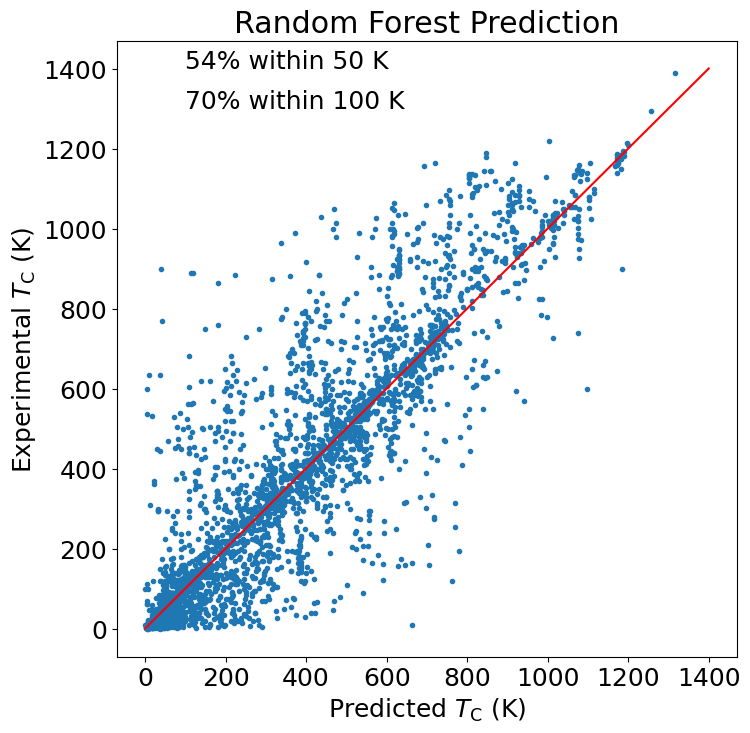 Random Forest Prediction
54% within 50 K
70% within 100 K
1400
1200
1000
800
600
400
200
0
Experimental T_C (K)
0 200 400 600 800 1000 1200 1400
Predicted T_C (K)